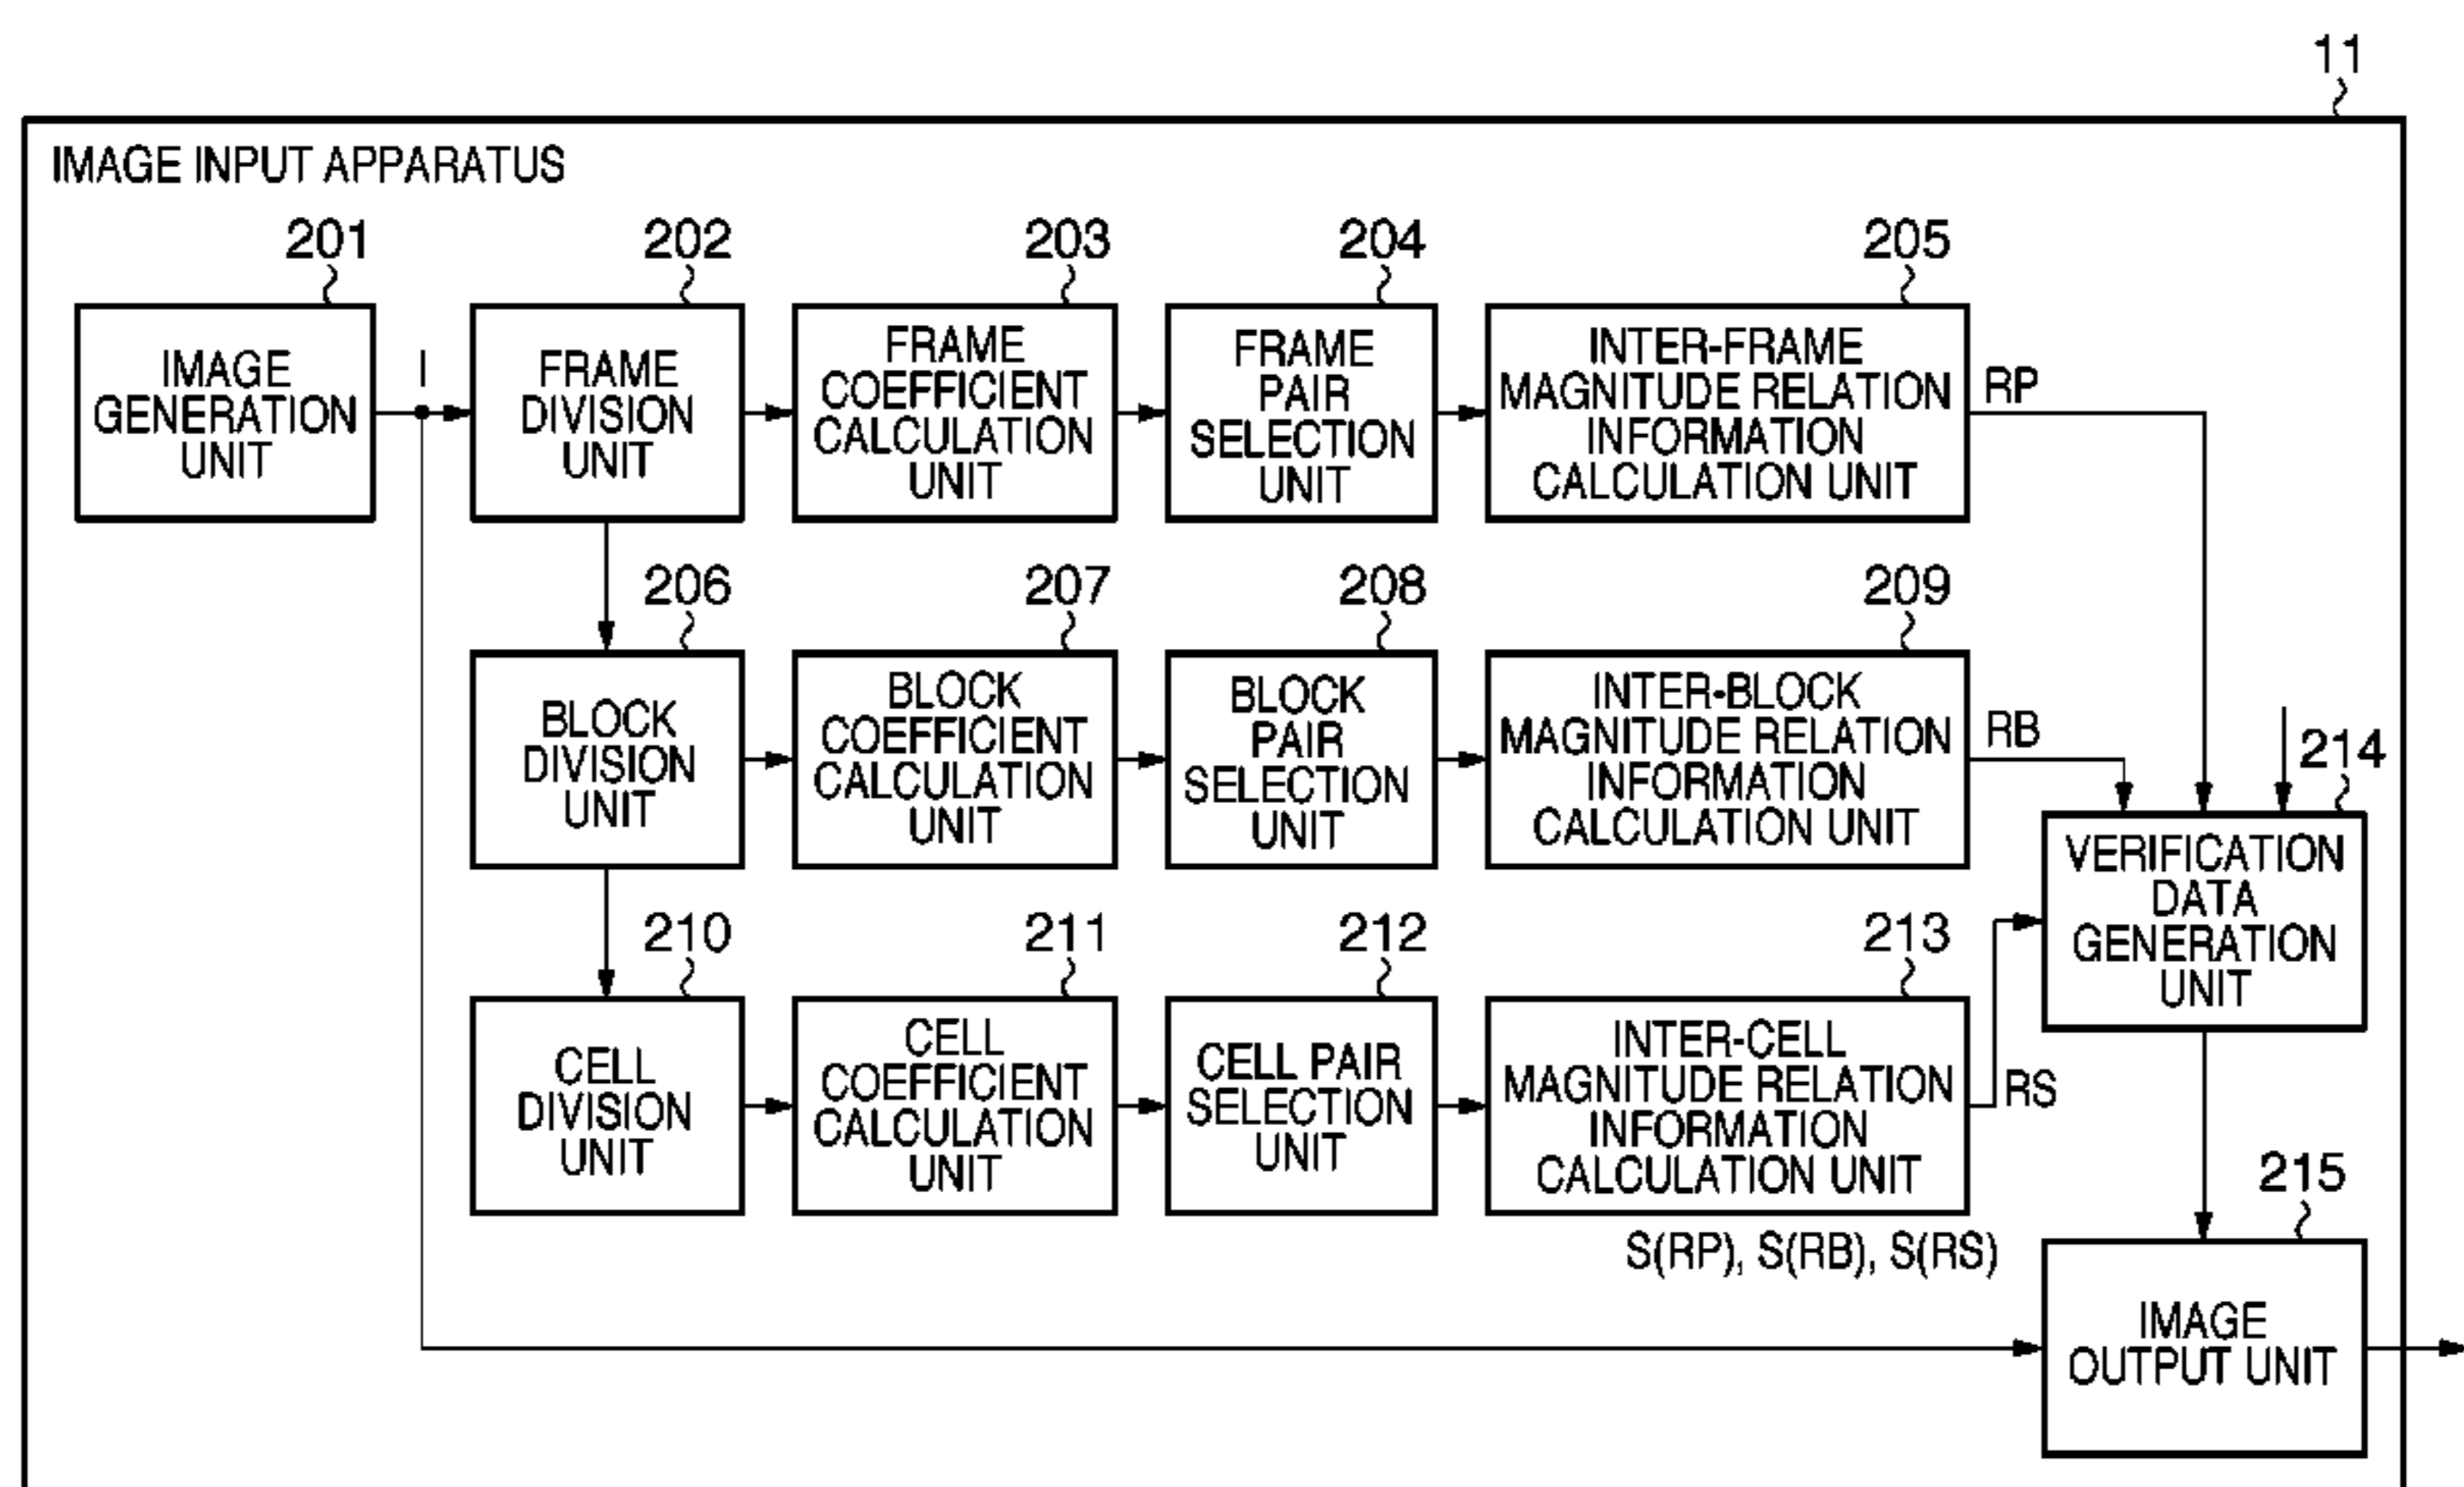 11
IMAGE INPUT APPARATUS
201
202
203
204
205
IMAGE
GENERATION
UNIT
I
FRAME
DIVISION
UNIT
FRAME
COEFFICIENT
CALCULATION
UNIT
FRAME
PAIR
SELECTION
UNIT
INTER-FRAME
MAGNITUDE RELATION
INFORMATION
CALCULATION UNIT
RP
206
207
208
209
BLOCK
DIVISION
UNIT
BLOCK
COEFFICIENT
CALCULATION
UNIT
BLOCK
PAIR
SELECTION
UNIT
INTER-BLOCK
MAGNITUDE RELATION
INFORMATION
CALCULATION UNIT
RB
214
VERIFICATION
DATA
GENERATION
UNIT
210
211
212
213
CELL
DIVISION
UNIT
CELL
COEFFICIENT
CALCULATION
UNIT
CELL PAIR
SELECTION
UNIT
INTER-CELL
MAGNITUDE RELATION
INFORMATION
CALCULATION UNIT
RS
S(RP), S(RB), S(RS)
215
IMAGE
OUTPUT UNIT